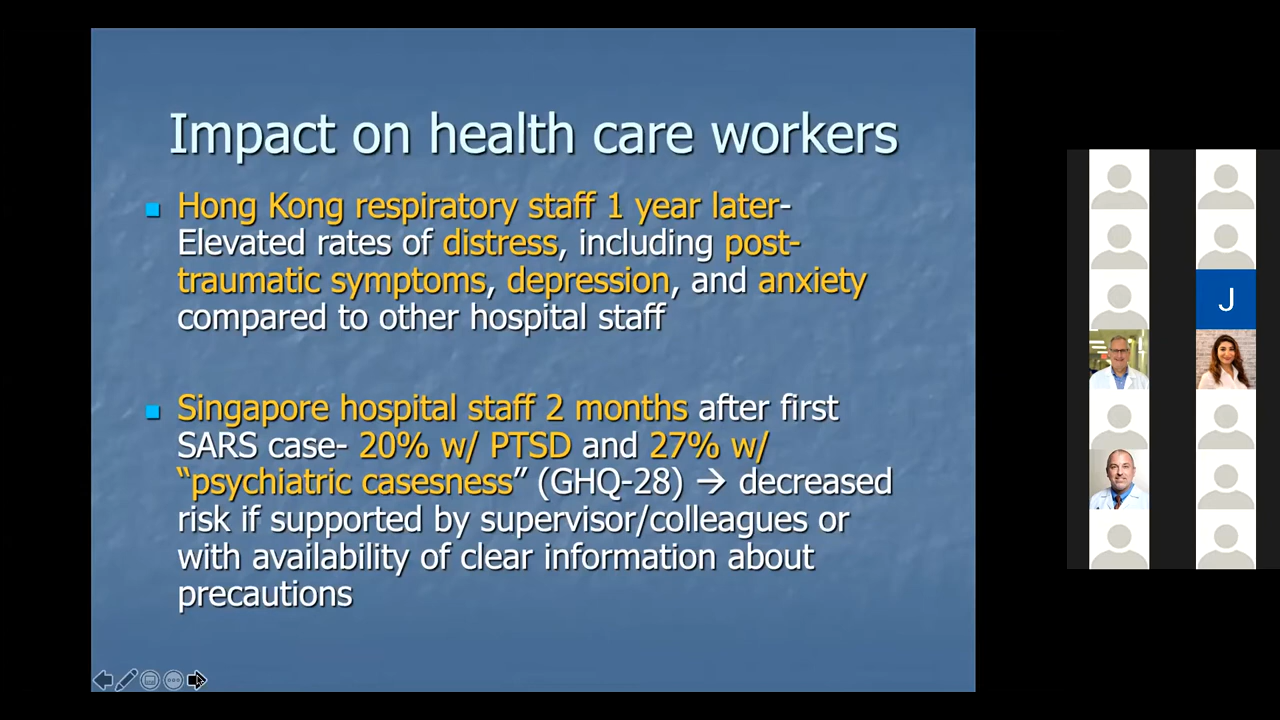 Impact on health care workers
Hong Kong respiratory staff 1 year later-
Elevated rates of distress, including post-
traumatic symptoms, depression, and anxiety
compared to other hospital staff
Singapore hospital staff 2 months after first
SARS case- 20% w/ PTSD and 27% w/
“psychiatric casesness” (GHQ-28) → decreased
risk if supported by supervisor/colleagues or
with availability of clear information about
precautions
J